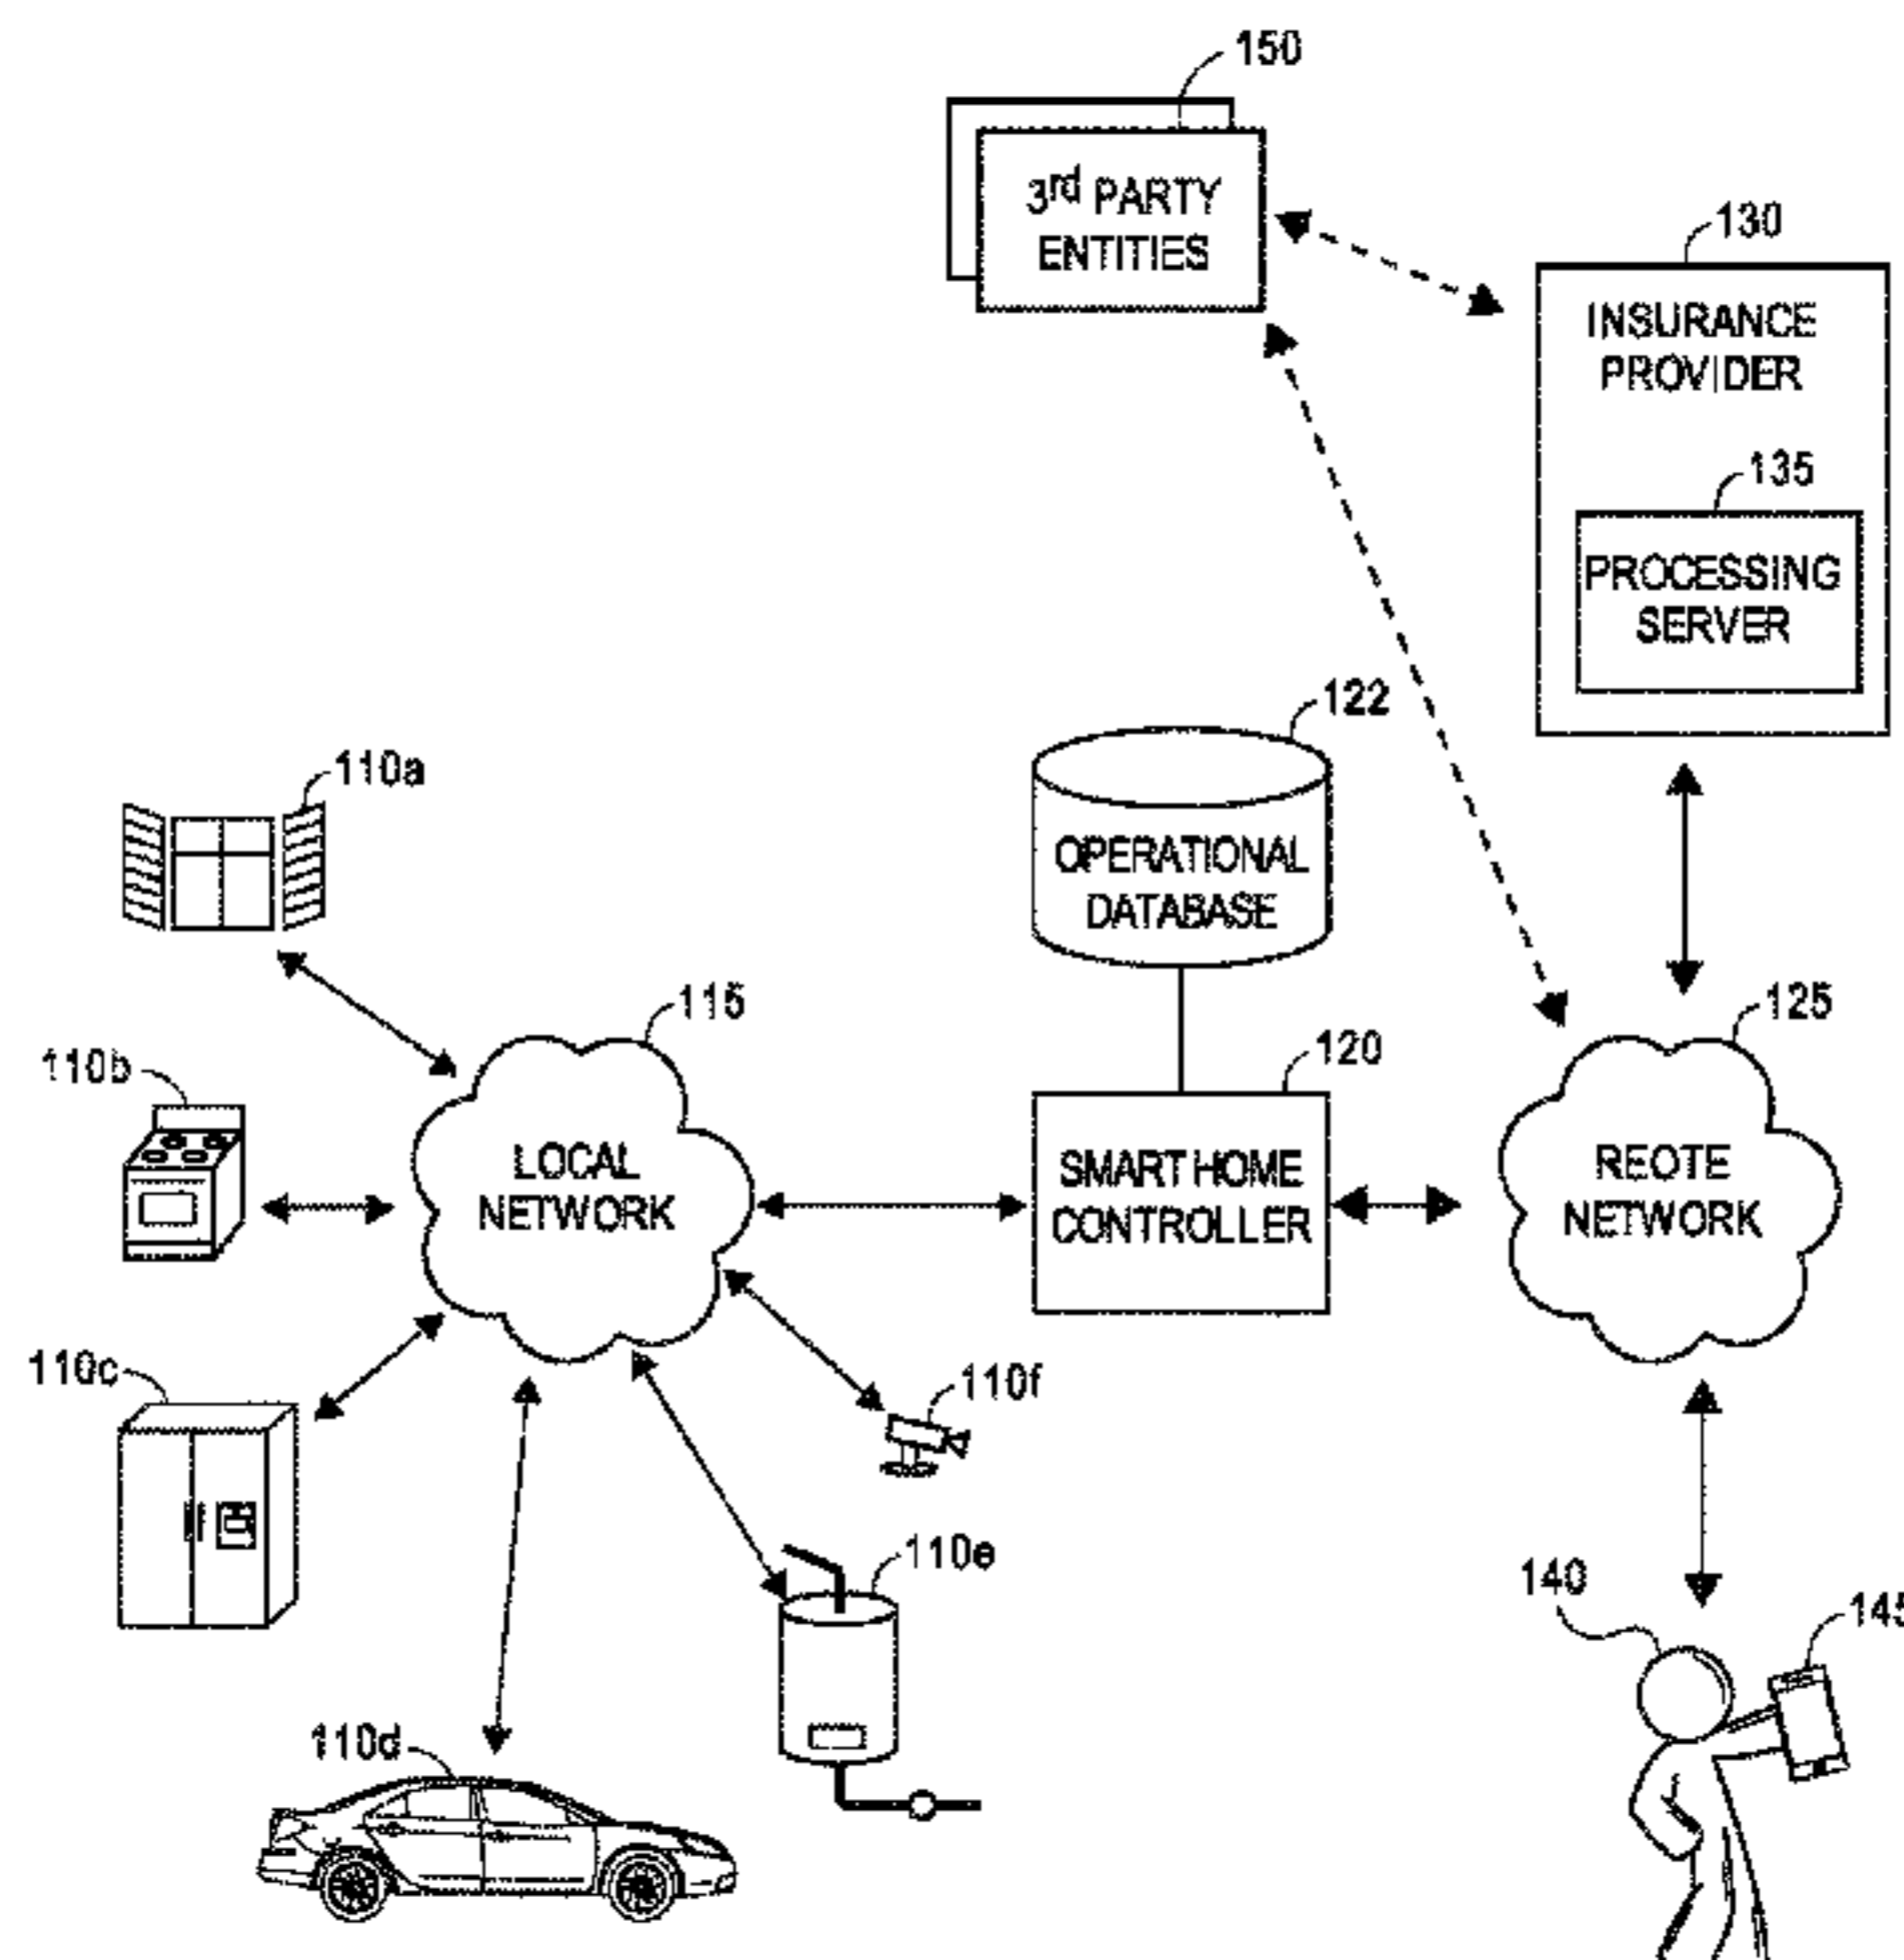 150
3rd PARTY
ENTITIES
130
INSURANCE
PROVIDER
135
PROCESSING
SERVER
122
OPERATIONAL
DATABASE
110a
115
125
110b
120
LOCAL
NETWORK
SMART HOME
CONTROLLER
REOTE
NETWORK
110c
110f
110e
140
145
110d